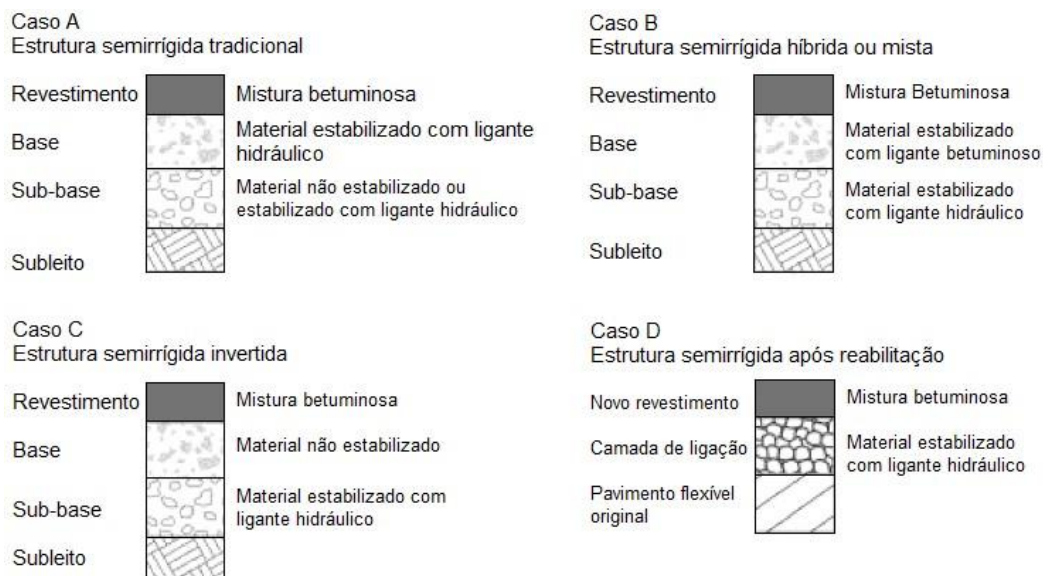 Caso A
Estrutura semirrígida tradicional
Revestimento
Mistura betuminosa
Base
Material estabilizado com ligante
hidráulico
Sub-base
Material não estabilizado ou
estabilizado com ligante hidráulico
Subleito
Caso B
Estrutura semirrígida híbrida ou mista
Revestimento
Mistura Betuminosa
Base
Material estabilizado
com ligante betuminoso
Sub-base
Material estabilizado
com ligante hidráulico
Subleito
Caso C
Estrutura semirrígida invertida
Revestimento
Mistura betuminosa
Base
Material não estabilizado
Sub-base
Material estabilizado com
ligante hidráulico
Subleito
Caso D
Estrutura semirrígida após reabilitação
Novo revestimento
Mistura betuminosa
Camada de ligação
Material estabilizado
com ligante hidráulico
Pavimento flexível
original